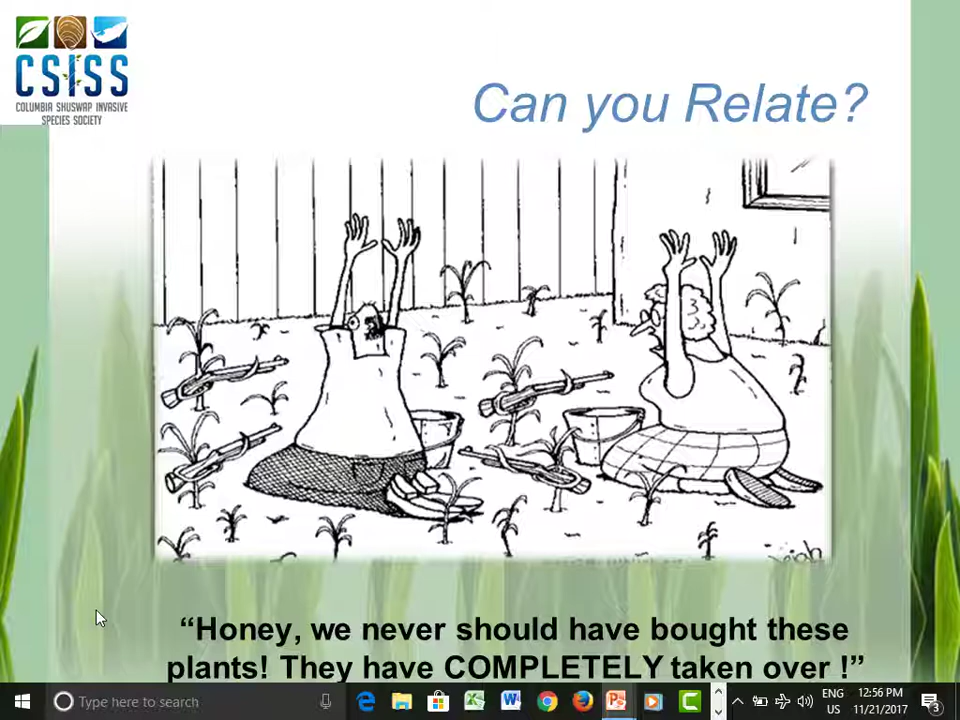 CSISS
COLUMBIA SHUSWAP INVASIVE
SPECIES SOCIETY
Can you Relate?
“Honey, we never should have bought these
plants! They have COMPLETELY taken over !”
Type here to search
ENG
US
12:56 PM
11/21/2017
3